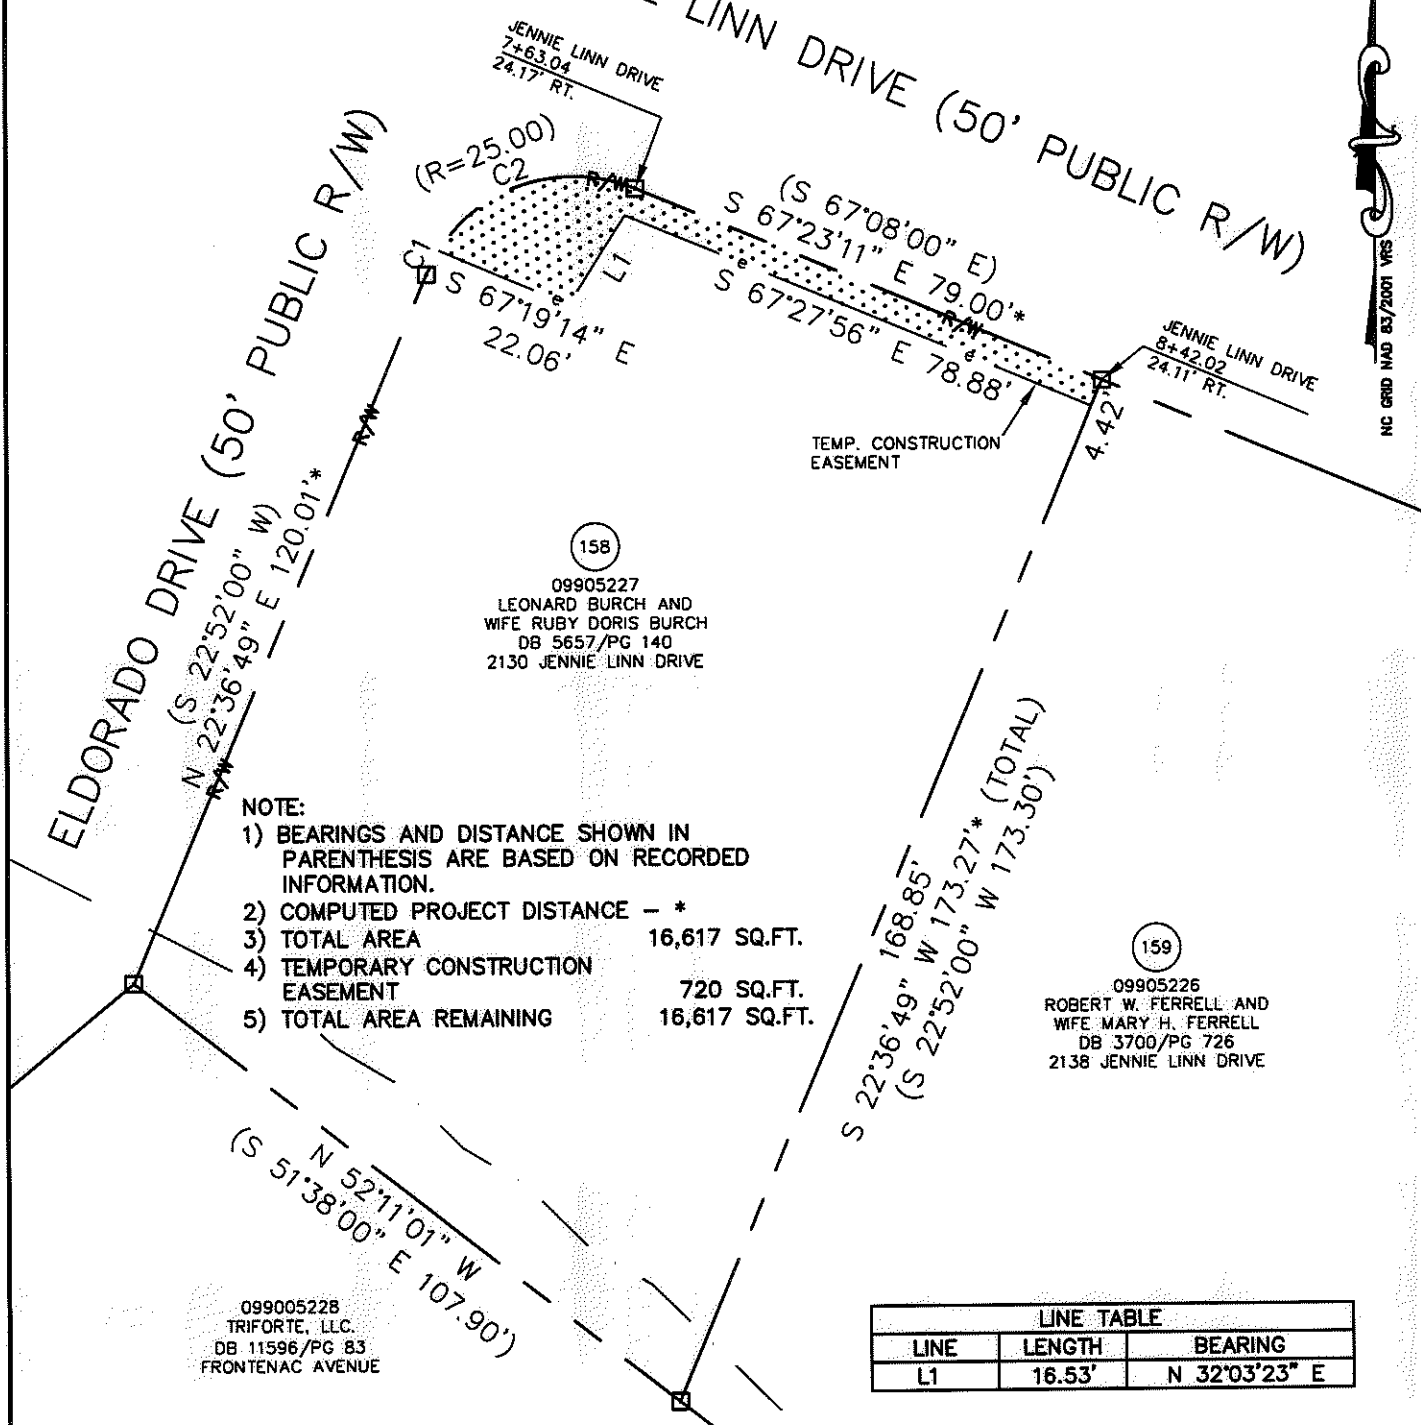 LINN DRIVE (50' PUBLIC R/W)
JENNIE LINN DRIVE
7+63.04
24.17' RT.
(R=25.00)
C2
R/W
C1
L1
S 67°19'14" E
22.06'
e
(S 67°08'00" E)
S 67°23'11" E 79.00'*
R/W
e
e
S 67°27'56" E 78.88'
JENNIE LINN DRIVE
8+42.02
24.11' RT.
4.42'
TEMP. CONSTRUCTION
EASEMENT
NC GRID NAD 83/2001 VRS
ELDORADO DRIVE (50' PUBLIC R/W)
R/W
(S 22°52'00" W)
N 22°36'49" E 120.01'*
R/W
158
09905227
LEONARD BURCH AND
WIFE RUBY DORIS BURCH
DB 5657/PG 140
2130 JENNIE LINN DRIVE
NOTE:
1) BEARINGS AND DISTANCE SHOWN IN
PARENTHESIS ARE BASED ON RECORDED
INFORMATION.
2) COMPUTED PROJECT DISTANCE – *
3) TOTAL AREA 16,617 SQ.FT.
4) TEMPORARY CONSTRUCTION
EASEMENT 720 SQ.FT.
5) TOTAL AREA REMAINING 16,617 SQ.FT.
168.85'
S 22°36'49" W 173.27'* (TOTAL)
(S 22°52'00" W 173.30')
159
09905226
ROBERT W. FERRELL AND
WIFE MARY H. FERRELL
DB 3700/PG 726
2138 JENNIE LINN DRIVE
N 52°11'01" W
(S 51°38'00" E 107.90')
099005228
TRIFORTE, LLC.
DB 11596/PG 83
FRONTENAC AVENUE
LINE TABLE
LINE LENGTH BEARING
L1 16.53' N 32°03'23" E